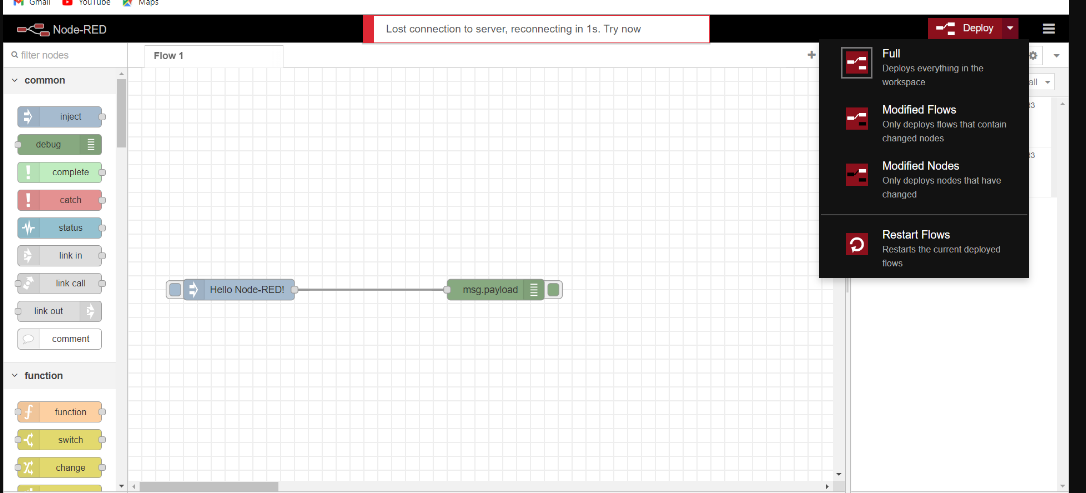 Gmail
YouTube
Maps
Node-RED
Lost connection to server, reconnecting in 1s. Try now
Deploy
filter nodes
Flow 1
Full
Deploys everything in the
workspace
all
common
inject
Modified Flows
Only deploys flows that contain
changed nodes
debug
complete
Modified Nodes
Only deploys nodes that have
changed
catch
status
Restart Flows
Restarts the current deployed
flows
link in
link call
Hello Node-RED!
msg.payload
link out
comment
function
function
switch
change